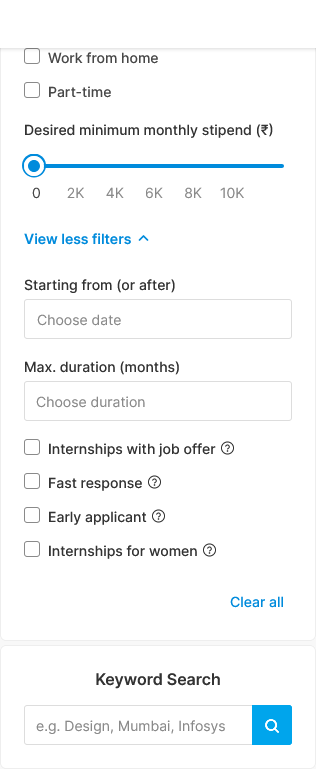 Work from home
Part-time
Desired minimum monthly stipend (₹)
0 2K 4K 6K 8K 10K
View less filters
Starting from (or after)
Choose date
Max. duration (months)
Choose duration
Internships with job offer ?
Fast response ?
Early applicant ?
Internships for women ?
Clear all
Keyword Search
e.g. Design, Mumbai, Infosys